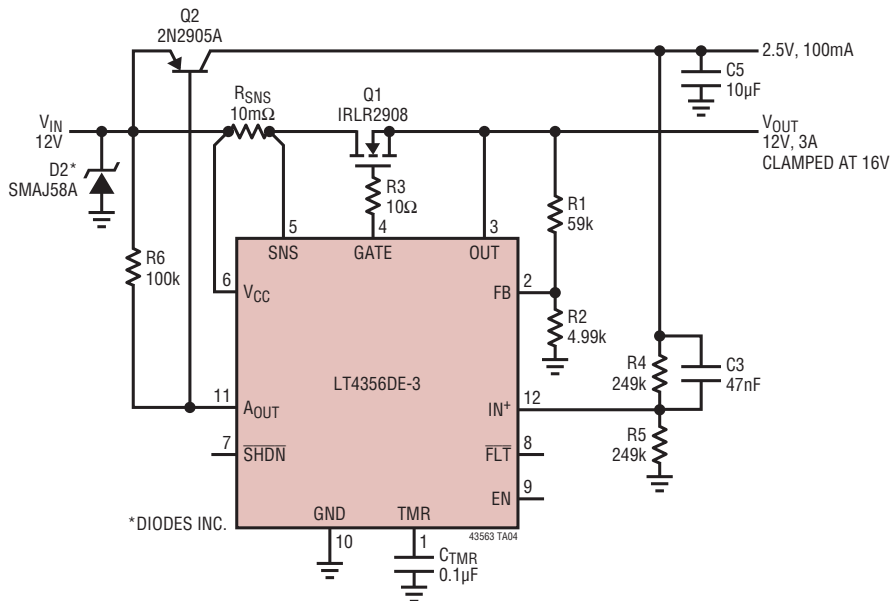 Q2
2N2905A
2.5V, 100mA
C5
10µF
VIN
12V
RSNS
10mΩ
Q1
IRLR2908
VOUT
12V, 3A
CLAMPED AT 16V
D2*
SMAJ58A
R3
10Ω
R1
59k
5
4
3
SNS
GATE
OUT
R6
100k
6
VCC
2
FB
R2
4.99k
LT4356DE-3
R4
249k
C3
47nF
11
AOUT
12
IN+
7
SHDN
8
FLT
R5
249k
9
EN
*DIODES INC.
GND
TMR
43563 TA04
10
1
CTMR
0.1µF